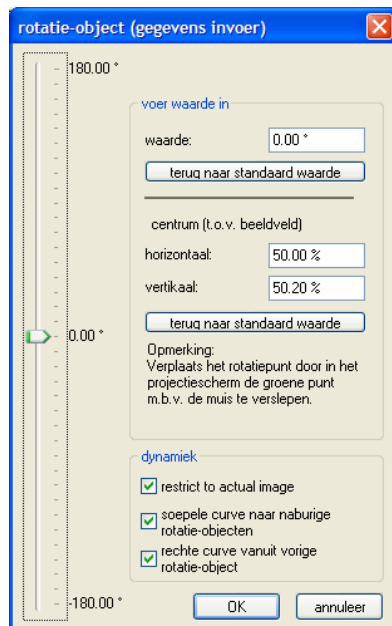 rotatie-object (gegevens invoer)
180.00 °
voer waarde in
waarde: 0.00 °
terug naar standaard waarde
centrum (t.o.v. beeldveld)
horizontaal: 50.00 %
vertikaal: 50.20 %
terug naar standaard waarde
0.00 °
Opmerking:
Verplaats het rotatiepunt door in het
projectiescherm de groene punt
m.b.v. de muis te verslepen.
dynamiek
restrict to actual image
soepele curve naar naburige
rotatie-objecten
rechte curve vanuit vorige
rotatie-object
-180.00 °
OK annuleer